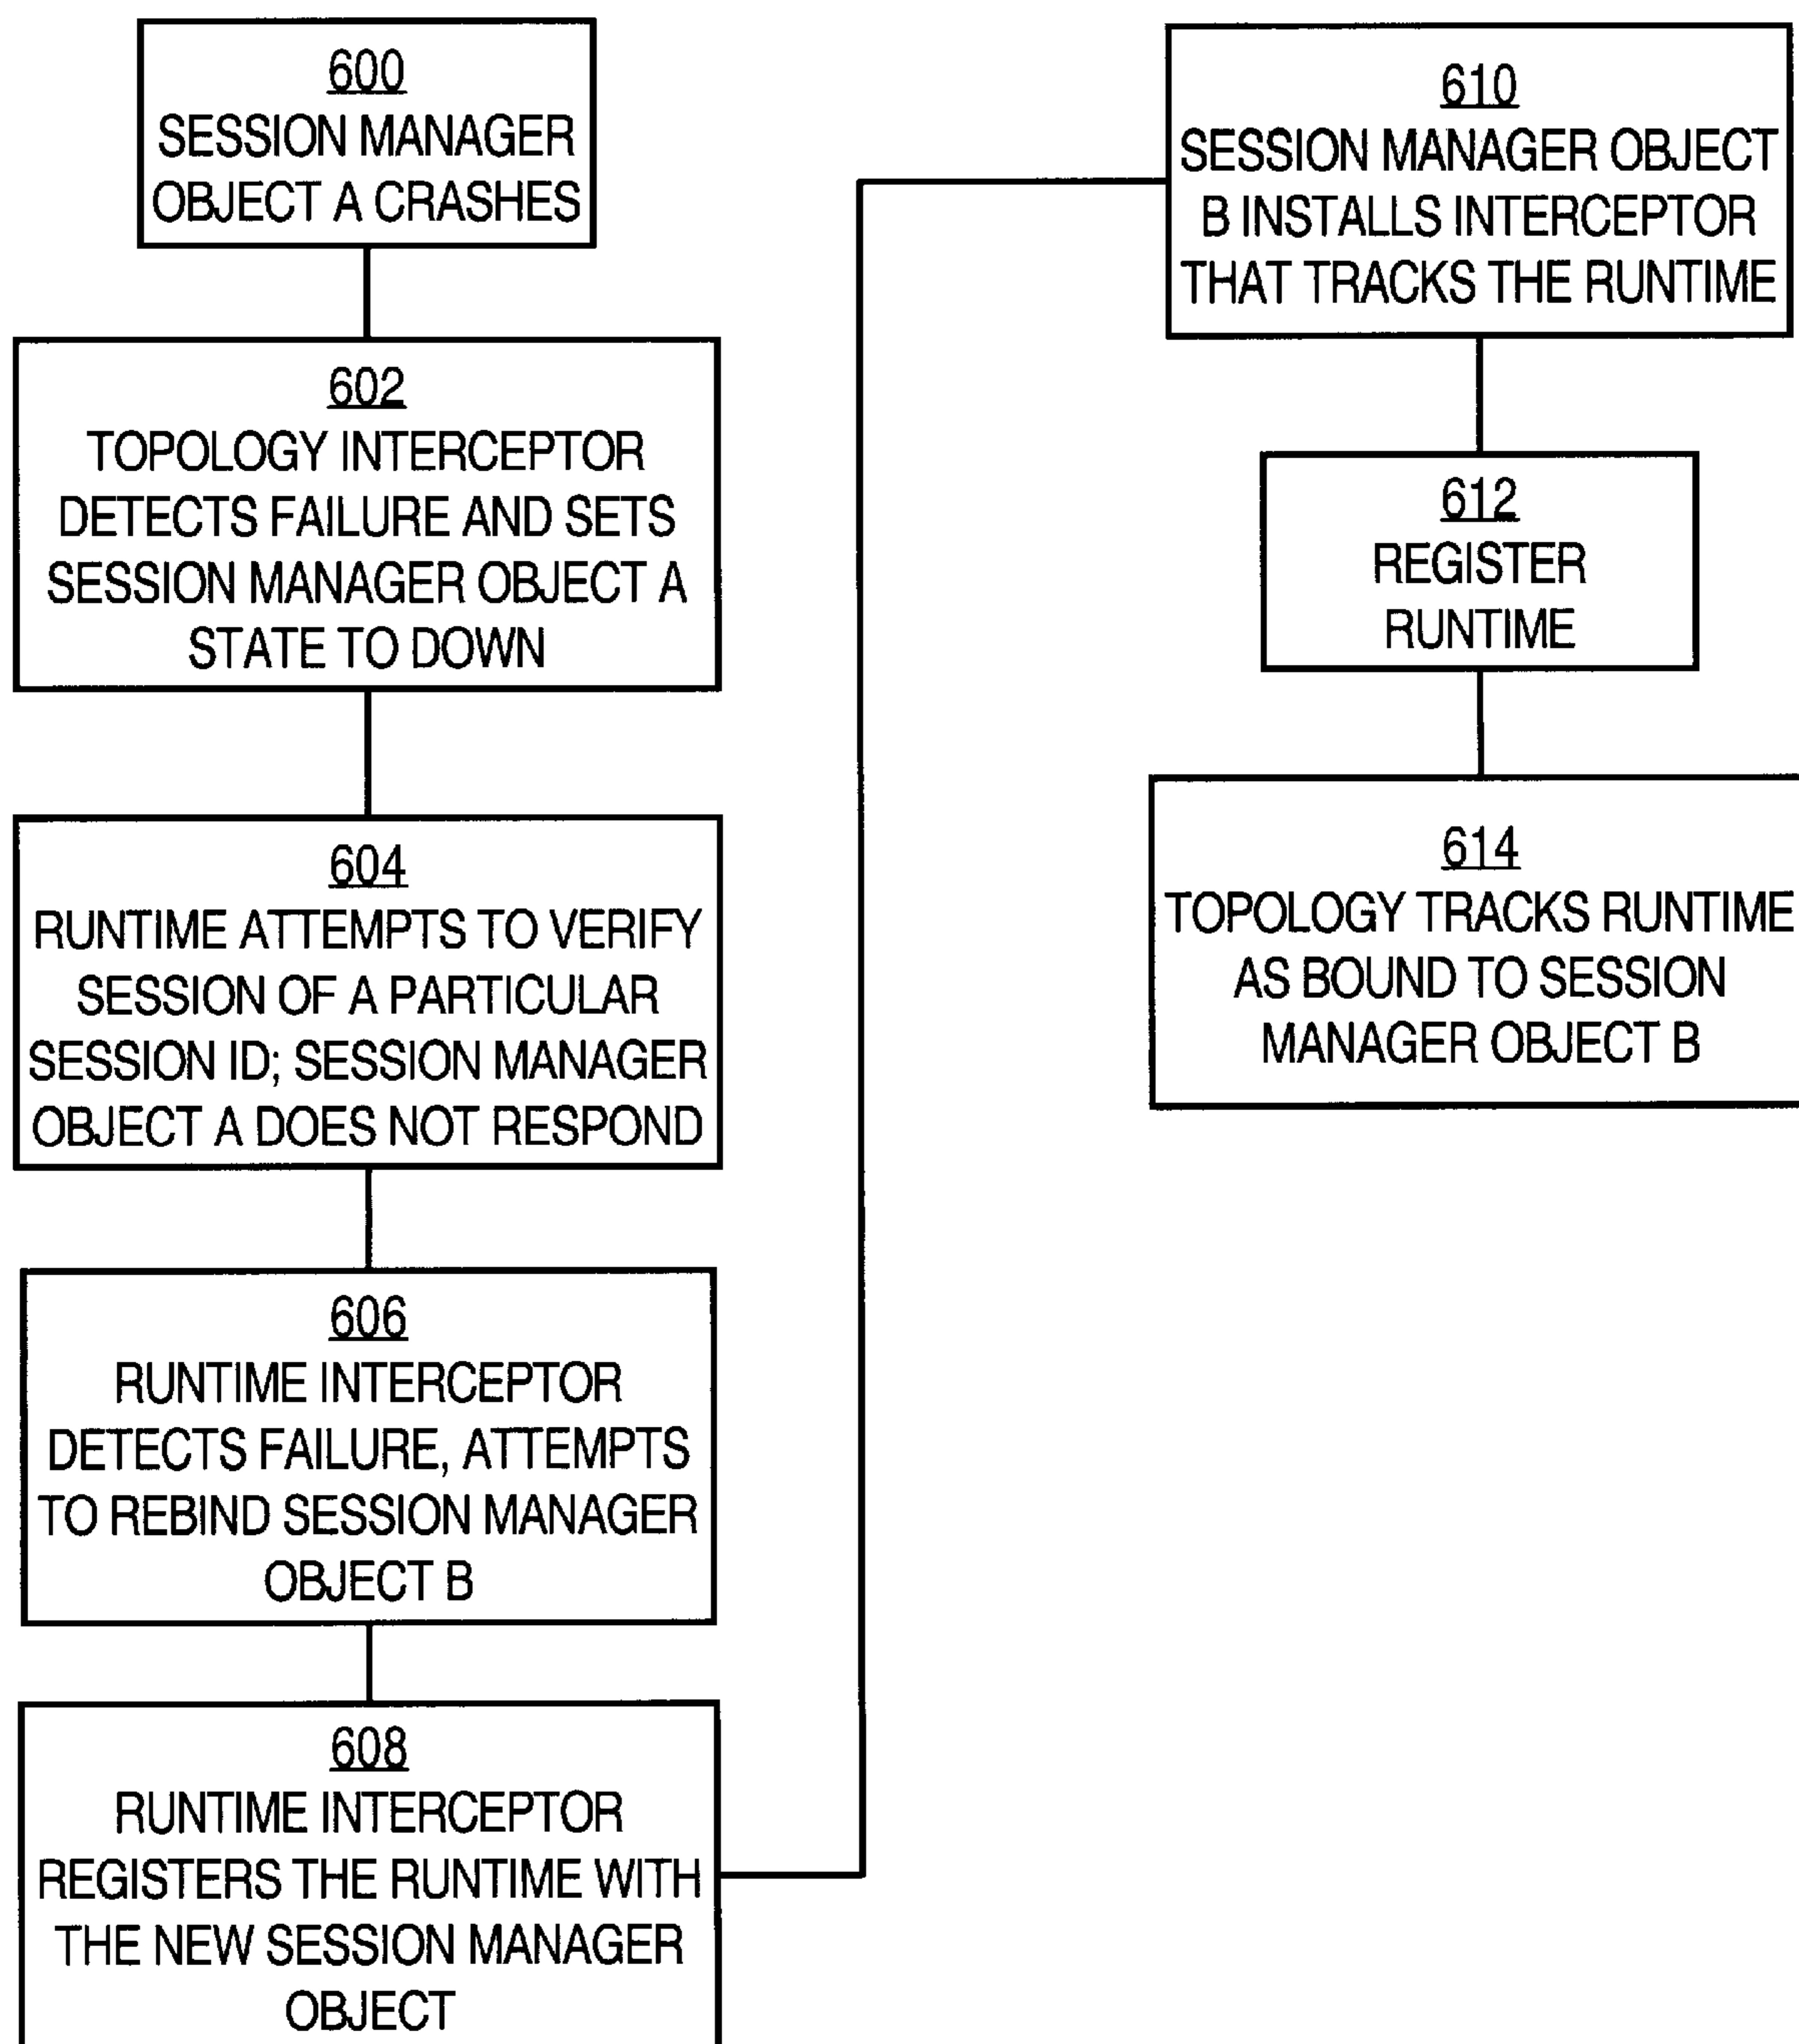 600
SESSION MANAGER
OBJECT A CRASHES
602
TOPOLOGY INTERCEPTOR
DETECTS FAILURE AND SETS
SESSION MANAGER OBJECT A
STATE TO DOWN
604
RUNTIME ATTEMPTS TO VERIFY
SESSION OF A PARTICULAR
SESSION ID; SESSION MANAGER
OBJECT A DOES NOT RESPOND
606
RUNTIME INTERCEPTOR
DETECTS FAILURE, ATTEMPTS
TO REBIND SESSION MANAGER
OBJECT B
608
RUNTIME INTERCEPTOR
REGISTERS THE RUNTIME WITH
THE NEW SESSION MANAGER
OBJECT
610
SESSION MANAGER OBJECT
B INSTALLS INTERCEPTOR
THAT TRACKS THE RUNTIME
612
REGISTER
RUNTIME
614
TOPOLOGY TRACKS RUNTIME
AS BOUND TO SESSION
MANAGER OBJECT B